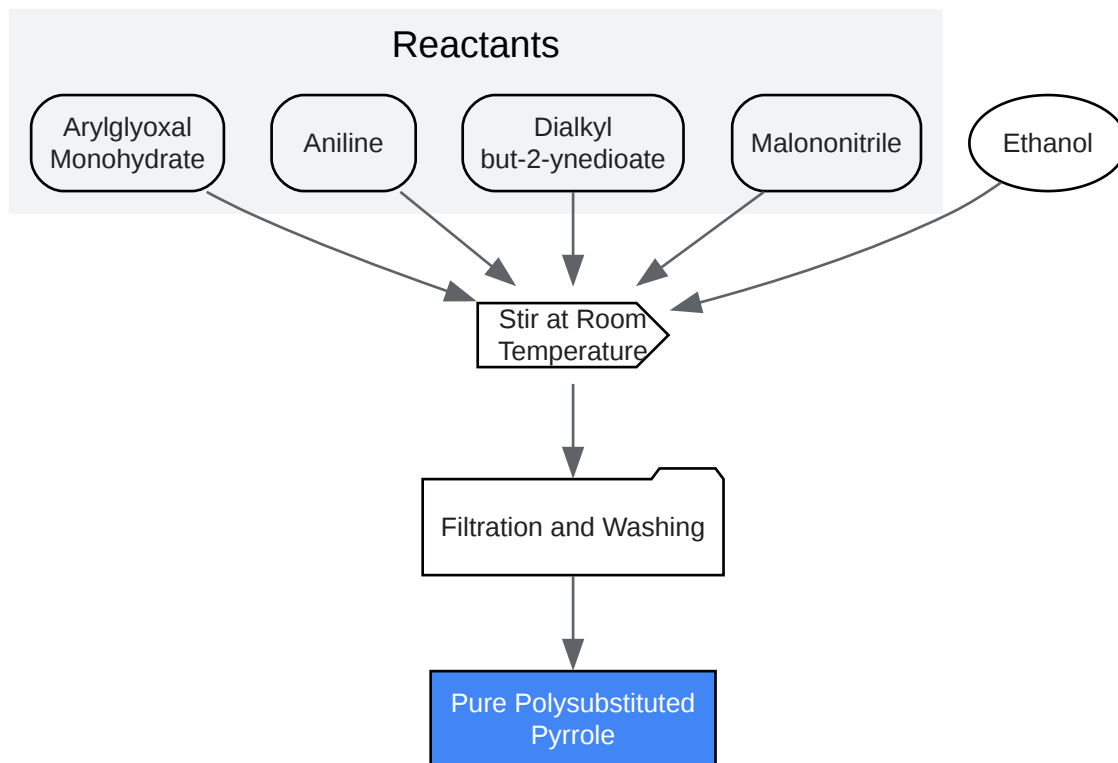 Reactants
Arylglyoxal
Monohydrate
Aniline
Dialkyl
but-2-ynedioate
Malononitrile
Ethanol
Stir at Room
Temperature
Filtration and Washing
Pure Polysubstituted
Pyrrole